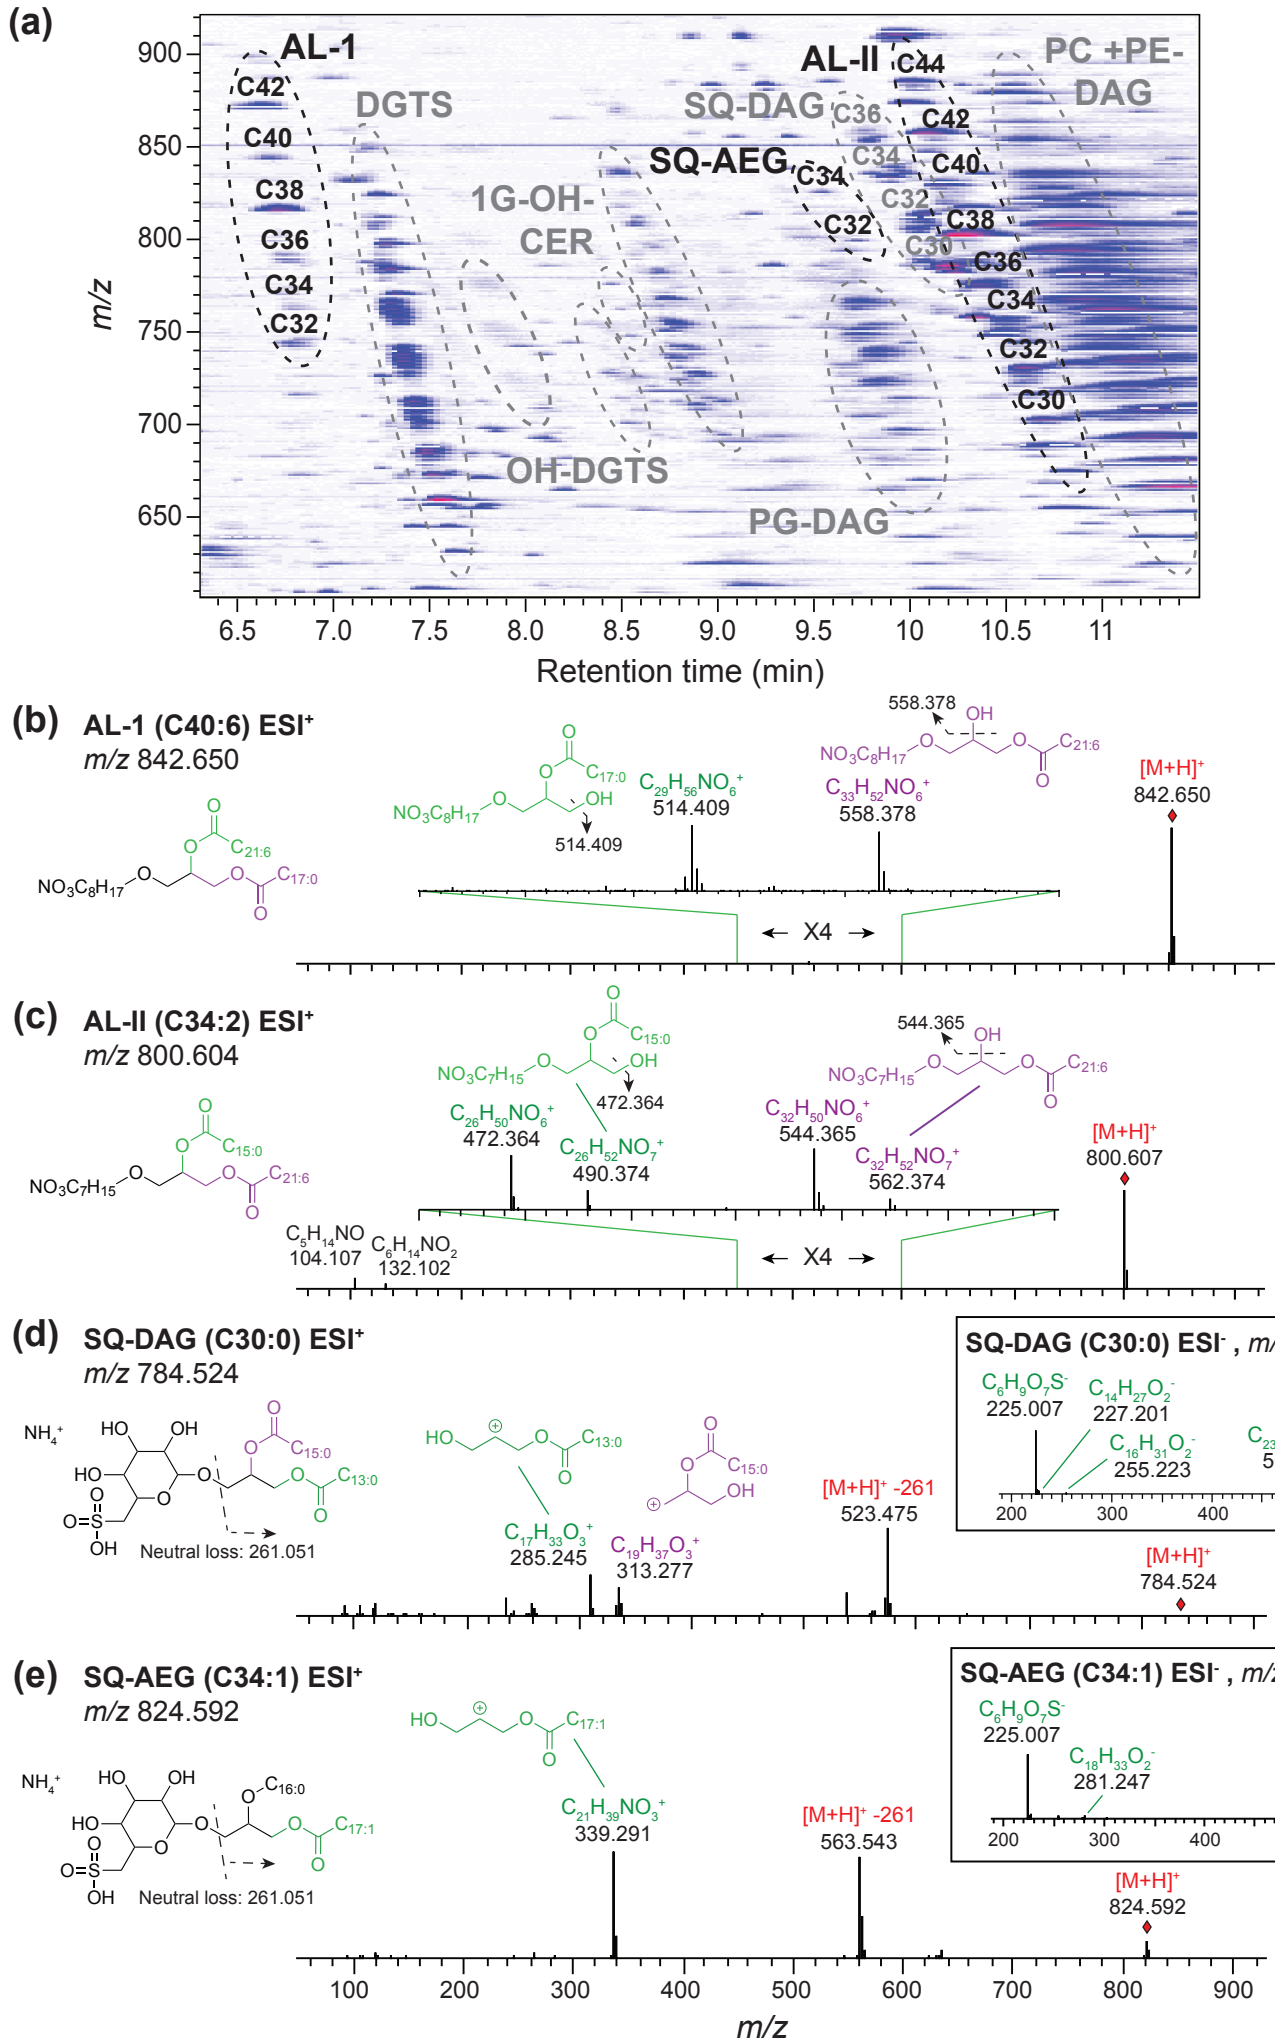 (a)
AL-1
C42
C40
C38
C36
C34
C32
DGTS
1G-OH-
CER
OH-DGTS
SQ-DAG
C36
C34
C32
C30
SQ-AEG
C34
C32
PG-DAG
AL-II
C44
C42
C40
C38
C36
C34
C32
C30
PC +PE-
DAG
900
850
800
750
700
650
m/z
6.5 7.0 7.5 8.0 8.5 9.0 9.5 10 10.5 11
Retention time (min)
(b) AL-1 (C40:6) ESI⁺
m/z 842.650
O
O C21:6
NO₃C₈H₁₇ O O C17:0
O
O
O C17:0
NO₃C₈H₁₇ O OH
514.409
C₂₉H₅₆NO₆⁺
514.409
558.378 OH
NO₃C₈H₁₇ O O C21:6
O
C₃₃H₅₂NO₆⁺
558.378
[M+H]⁺
842.650
X4
(c) AL-II (C34:2) ESI⁺
m/z 800.604
O
O C15:0
NO₃C₇H₁₅ O O C21:6
O
O
O C15:0
NO₃C₇H₁₅ O OH
472.364
C₂₆H₅₀NO₆⁺
472.364
C₂₆H₅₂NO₇⁺
490.374
544.365 OH
NO₃C₇H₁₅ O O C21:6
O
C₃₂H₅₀NO₆⁺
544.365
C₃₂H₅₂NO₇⁺
562.374
[M+H]⁺
800.607
C₅H₁₄NO
104.107
C₆H₁₄NO₂
132.102
X4
(d) SQ-DAG (C30:0) ESI⁺
m/z 784.524
NH₄⁺ HO OH O
O C15:0
HO O O C13:0
O O
O=S=O
OH
Neutral loss: 261.051
HO ⊕ O C13:0
O
C₁₇H₃₃O₃⁺
285.245
O
O C15:0
⊕ OH
C₁₉H₃₇O₃⁺
313.277
[M+H]⁺ -261
523.475
[M+H]⁺
784.524
SQ-DAG (C30:0) ESI⁻ , m/
C₆H₉O₇S⁻
225.007
C₁₄H₂₇O₂⁻
227.201
C₁₆H₃₁O₂⁻
255.223
C₂₃
5
200 300 400
(e) SQ-AEG (C34:1) ESI⁺
m/z 824.592
NH₄⁺ HO OH O C16:0
HO O O C17:1
O O
O=S
O
OH
Neutral loss: 261.051
HO ⊕ O C17:1
O
C₂₁H₃₉NO₃⁺
339.291
[M+H]⁺ -261
563.543
[M+H]⁺
824.592
SQ-AEG (C34:1) ESI⁻ , m/z
C₆H₉O₇S⁻
225.007
C₁₈H₃₃O₂⁻
281.247
200 300 400
100 200 300 400 500 600 700 800 900
m/z